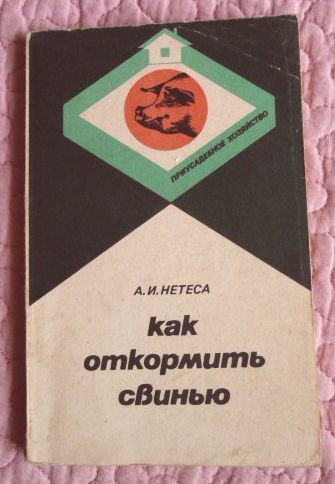 ПРИУСАДЕБНОЕ ХОЗЯЙСТВО
А.И.НЕТЕСА
как
откормить
свинью